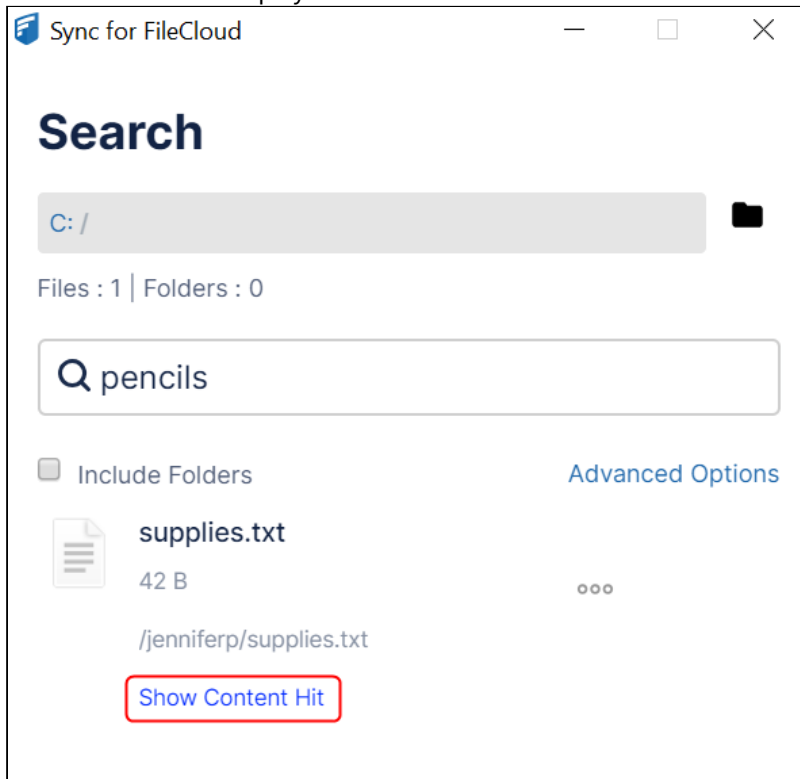 Sync for FileCloud
Search
C: /
Files : 1 | Folders : 0
pencils
Include Folders
Advanced Options
supplies.txt
42 B
/jenniferp/supplies.txt
Show Content Hit